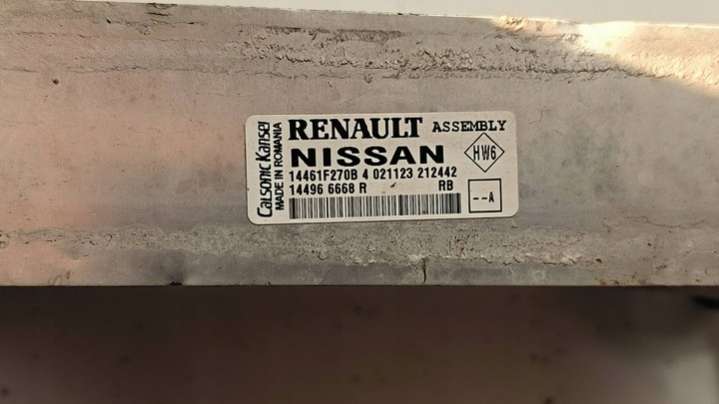 Calsonic Kansei
MADE IN ROMANIA
RENAULT ASSEMBLY
NISSAN
HW6
14461F270B 4 021123 212442
14496 6668 R RB
--A